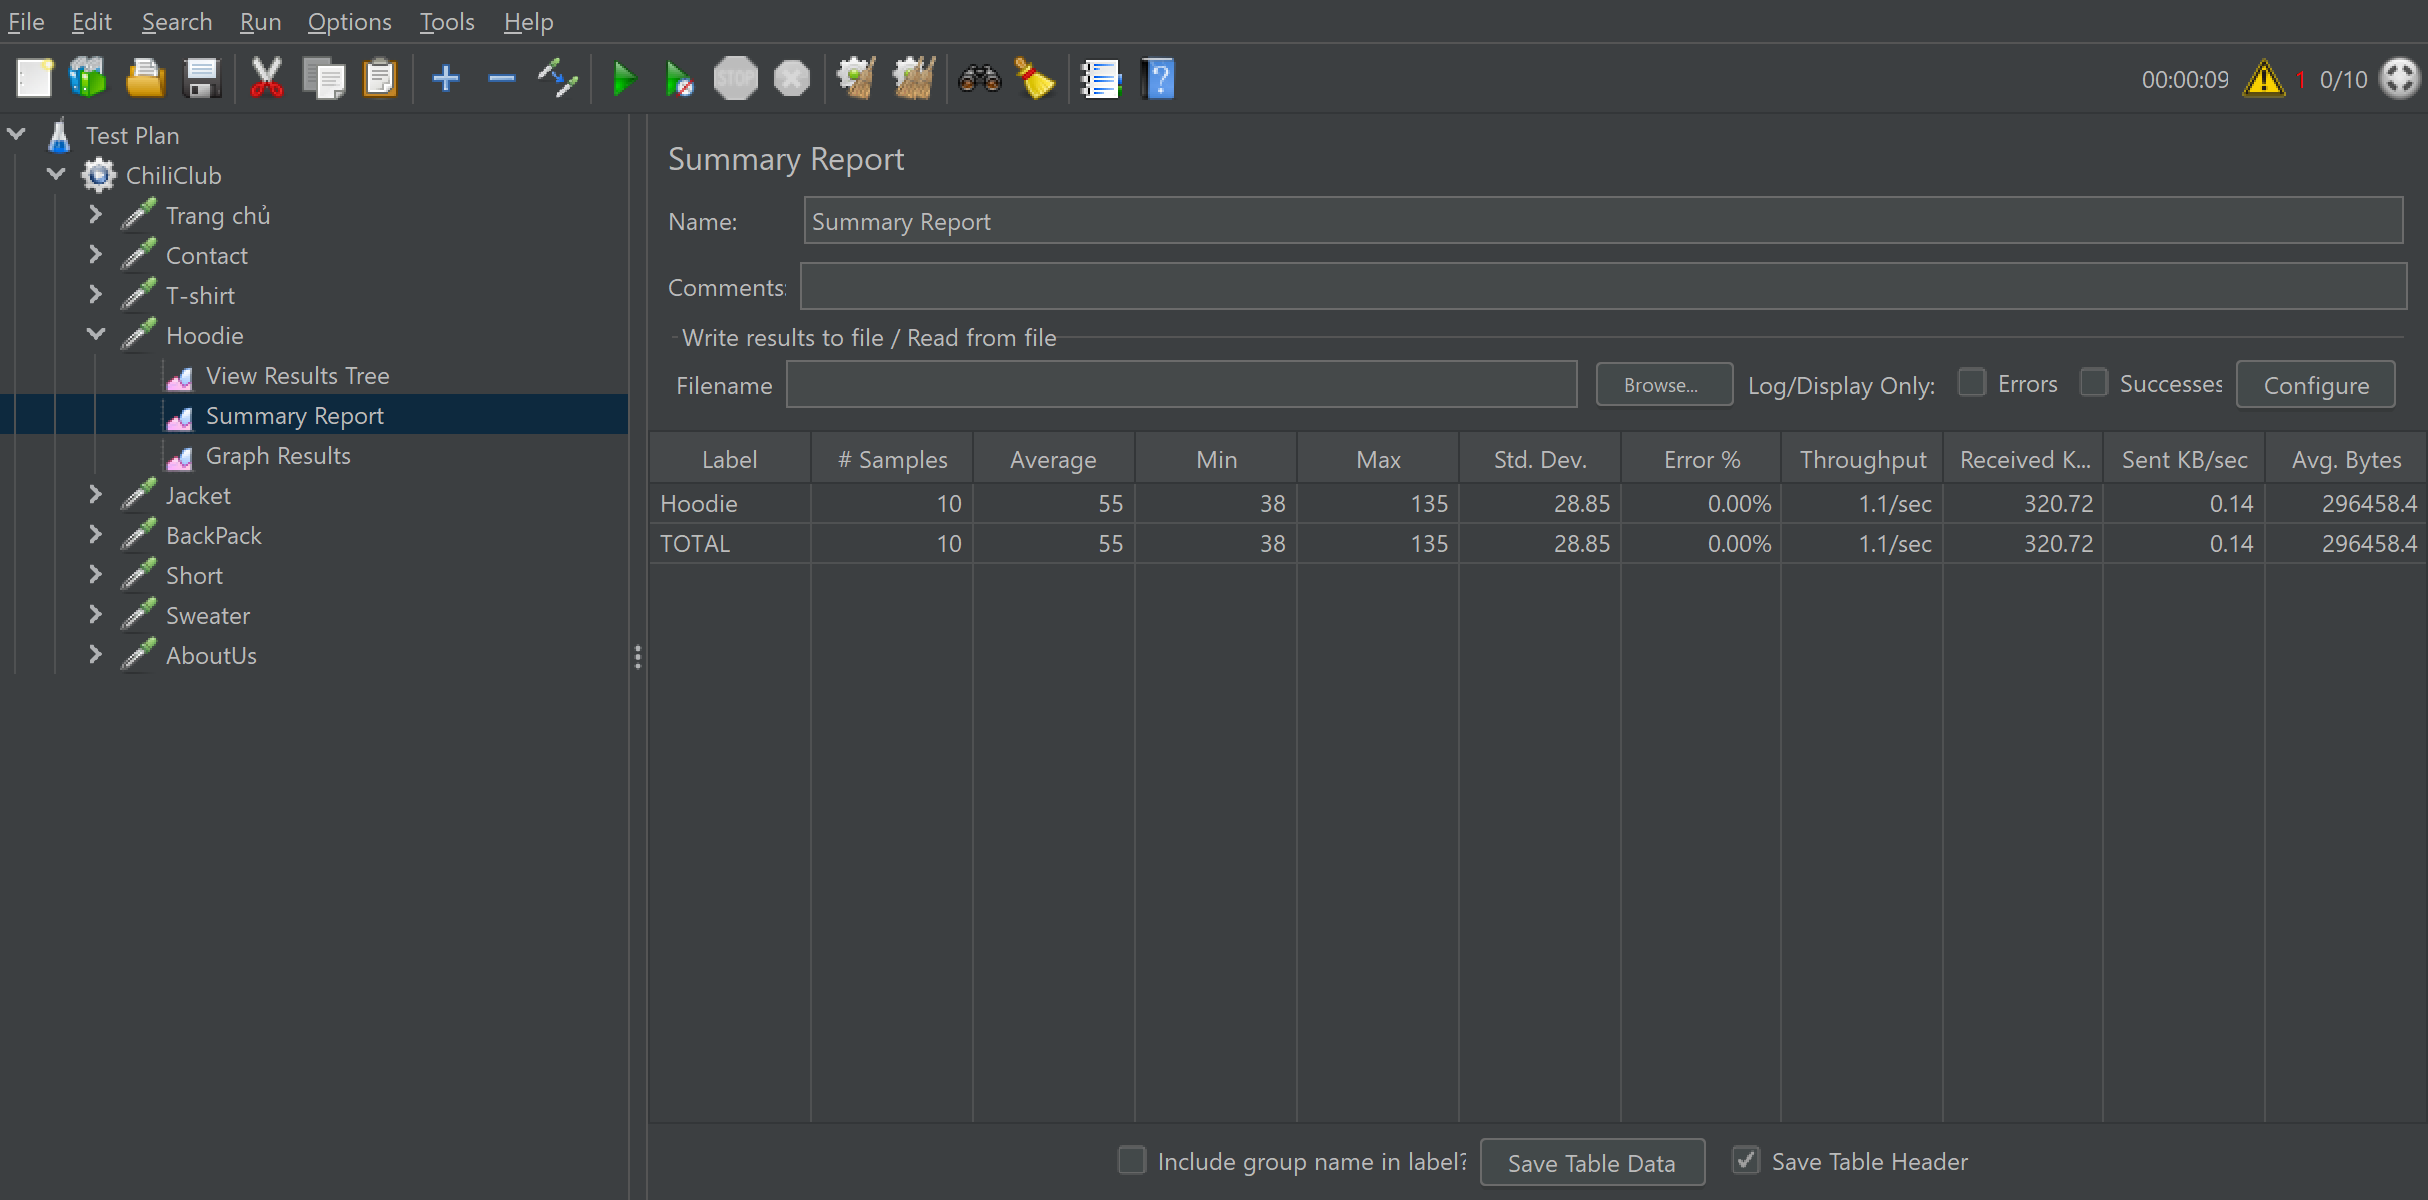 File Edit Search Run Options Tools Help
STOP
00:00:09 1 0/10
Test Plan
ChiliClub
Trang chủ
Contact
T-shirt
Hoodie
View Results Tree
Summary Report
Graph Results
Jacket
BackPack
Short
Sweater
AboutUs
Summary Report
Name: Summary Report
Comments:
Write results to file / Read from file
Filename Browse... Log/Display Only: Errors Successes Configure
Label # Samples Average Min Max Std. Dev. Error % Throughput Received K... Sent KB/sec Avg. Bytes
Hoodie 10 55 38 135 28.85 0.00% 1.1/sec 320.72 0.14 296458.4
TOTAL 10 55 38 135 28.85 0.00% 1.1/sec 320.72 0.14 296458.4
Include group name in label? Save Table Data Save Table Header